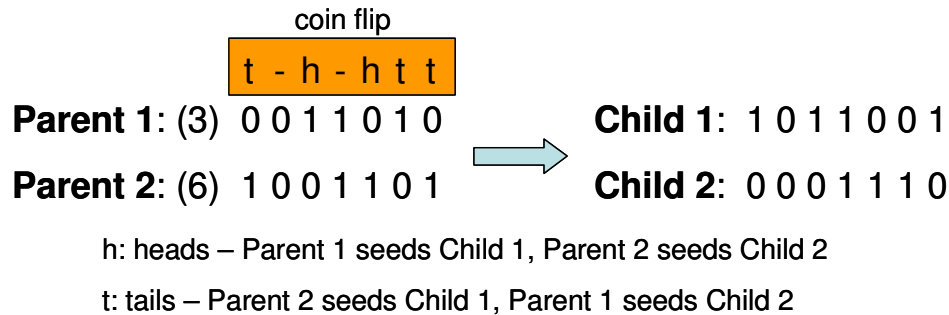 coin flip
t - h - h t t
Parent 1: (3) 0 0 1 1 0 1 0
Child 1: 1 0 1 1 0 0 1
Parent 2: (6) 1 0 0 1 1 0 1
Child 2: 0 0 0 1 1 1 0
h: heads – Parent 1 seeds Child 1, Parent 2 seeds Child 2
t: tails – Parent 2 seeds Child 1, Parent 1 seeds Child 2